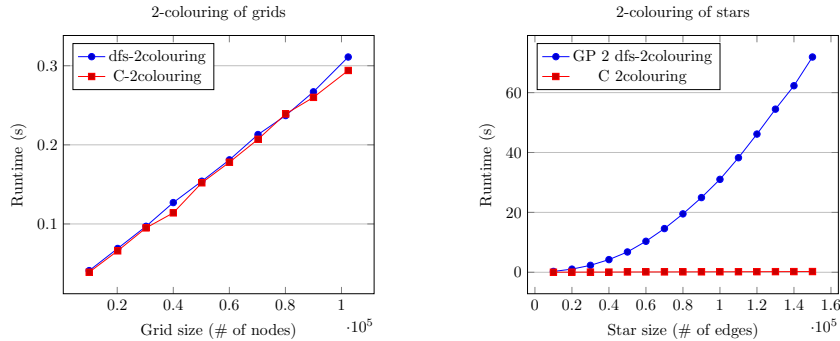 2-colouring of grids
dfs-2colouring
C-2colouring
0.3
0.2
0.1
Runtime (s)
0.2
0.4
0.6
0.8
1
·10^5
Grid size (# of nodes)
2-colouring of stars
GP 2 dfs-2colouring
C 2colouring
60
40
20
0
Runtime (s)
0
0.2
0.4
0.6
0.8
1
1.2
1.4
1.6
·10^5
Star size (# of edges)